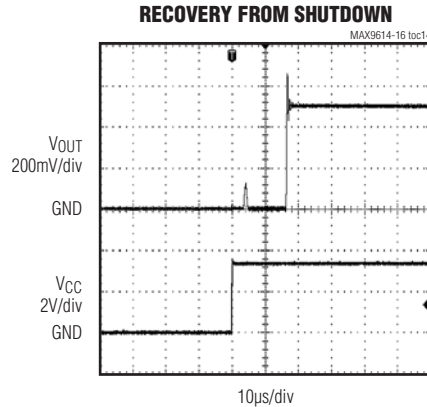 RECOVERY FROM SHUTDOWN
MAX9614-16 toc1
VOUT
200mV/div
GND
VCC
2V/div
GND
10µs/div